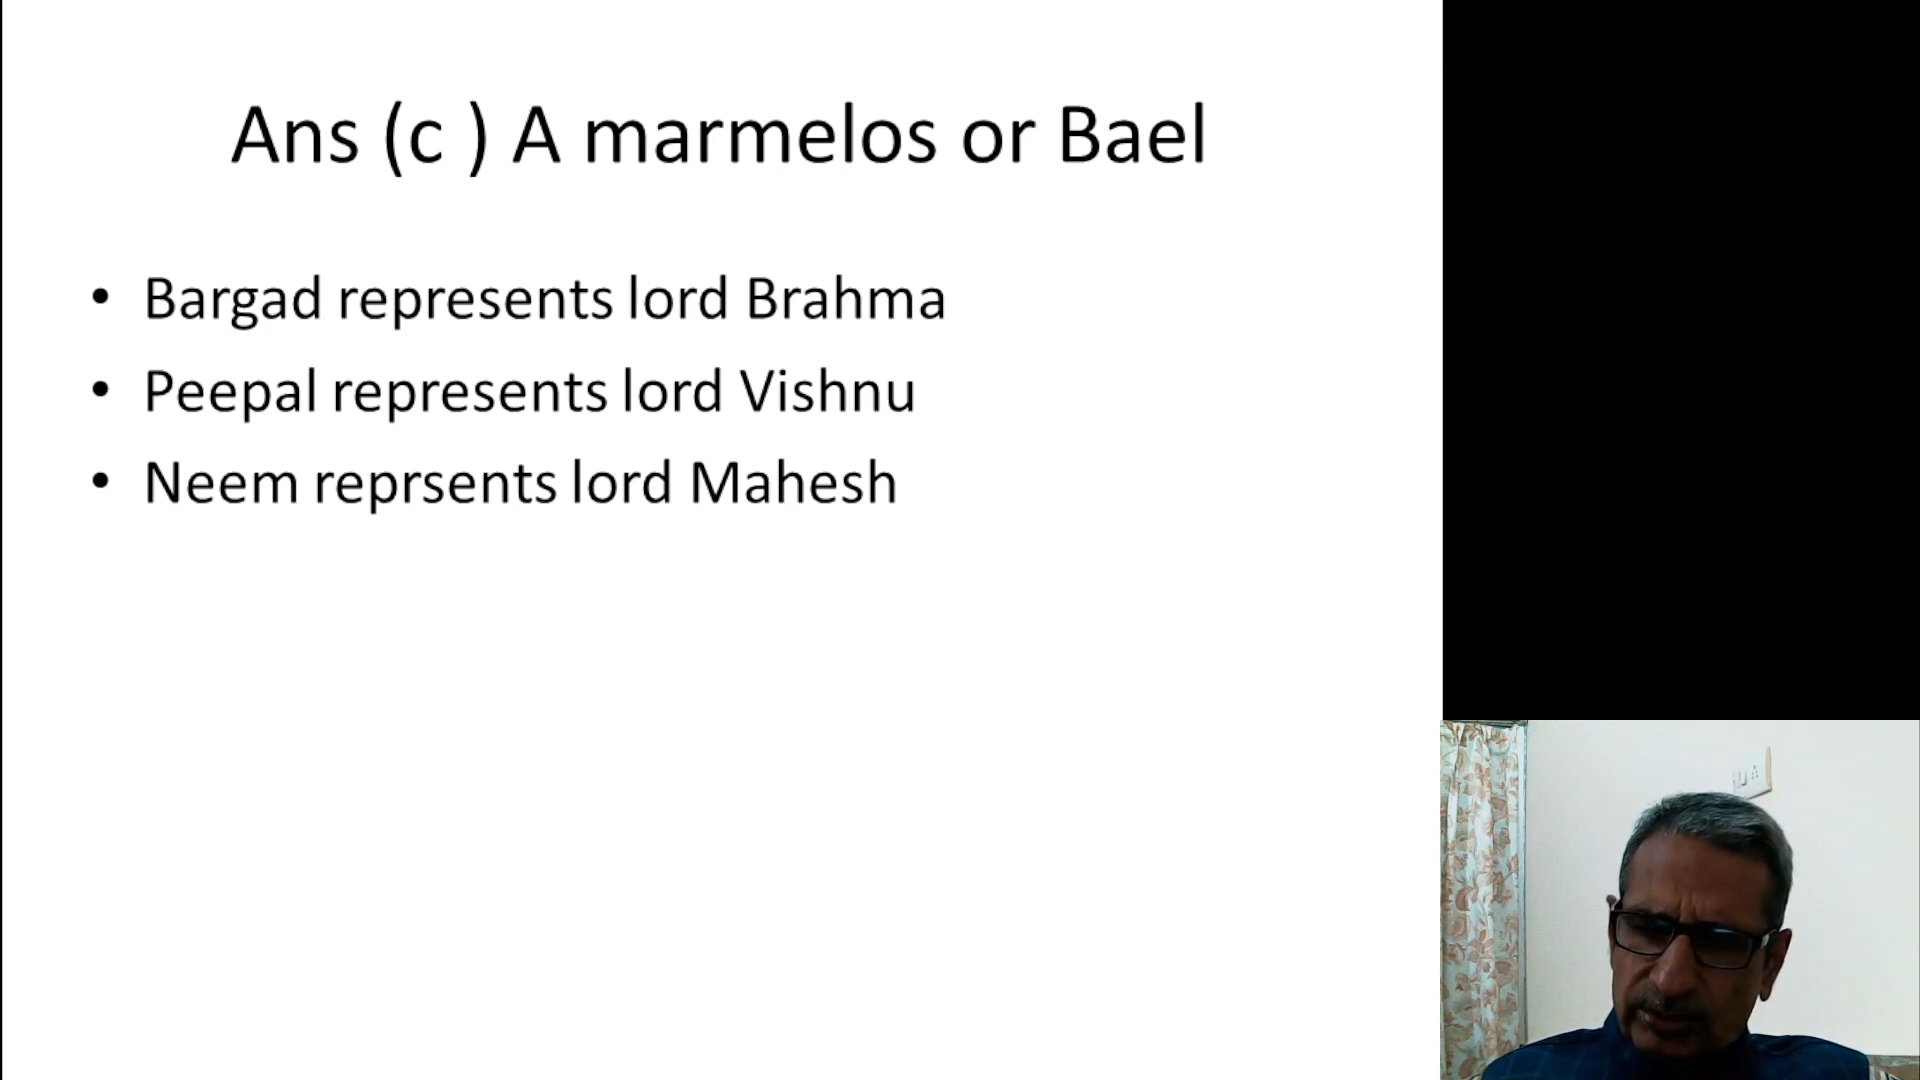 Ans (c ) A marmelos or Bael
• Bargad represents lord Brahma
• Peepal represents lord Vishnu
• Neem reprsents lord Mahesh